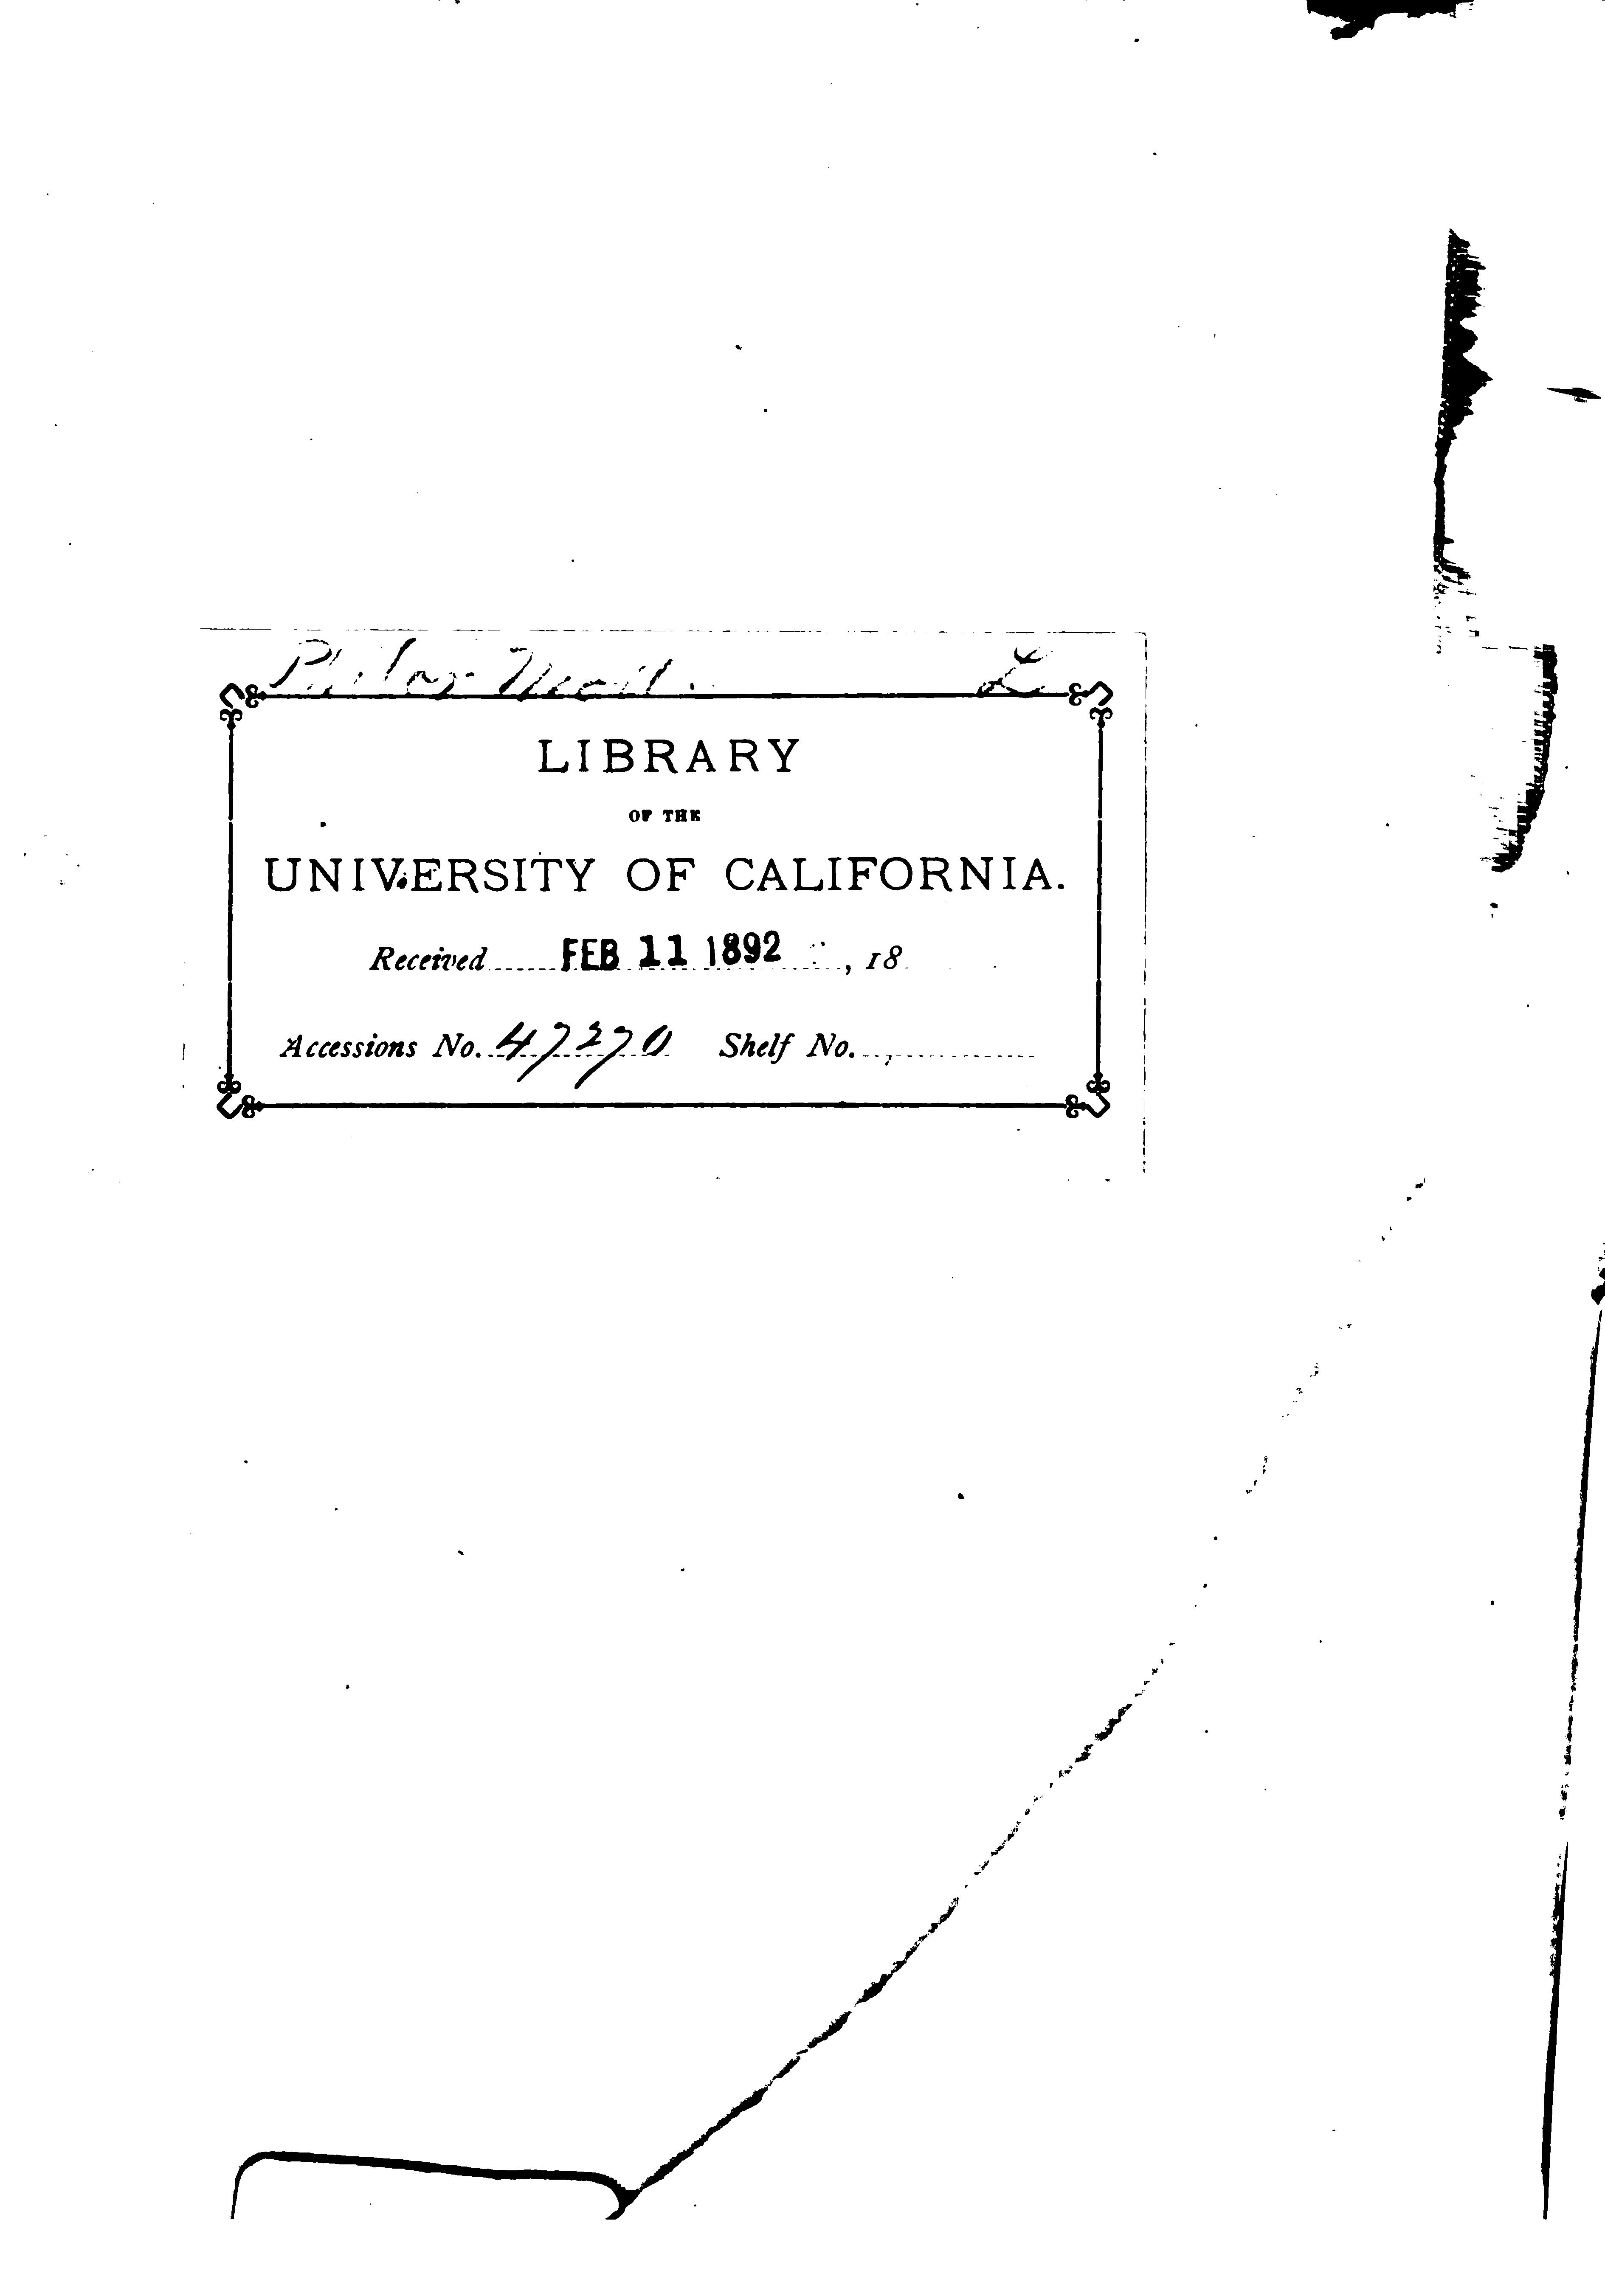 L
LIBRARY
OF THE
UNIVERSITY OF CALIFORNIA.
Received FEB 11 1892 , 18
Accessions No. 47270 Shelf No.